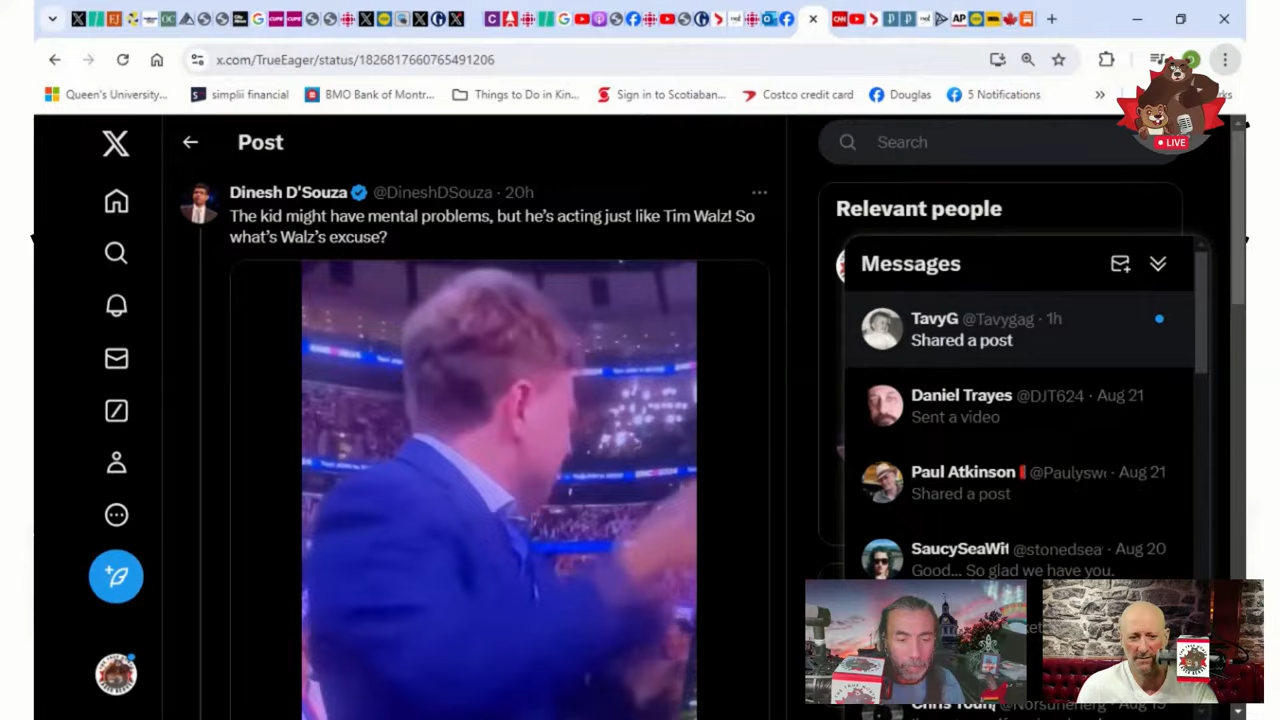 x.com/TrueEager/status/1826817660765491206
Queen's University...
simplii financial
BMO Bank of Montr...
Things to Do in Kin...
Sign in to Scotiaban...
Costco credit card
Douglas
5 Notifications
»
LIVE
Post
Search
Dinesh D'Souza @DineshDSouza · 20h
The kid might have mental problems, but he's acting just like Tim Walz! So
what's Walz's excuse?
Relevant people
Messages
TavyG @Tavygag · 1h
Shared a post
Daniel Trayes @DJT624 · Aug 21
Sent a video
Paul Atkinson · Aug 21
Shared a post
SaucySeaWit @stonedsea · Aug 20
Good... So glad we have you.